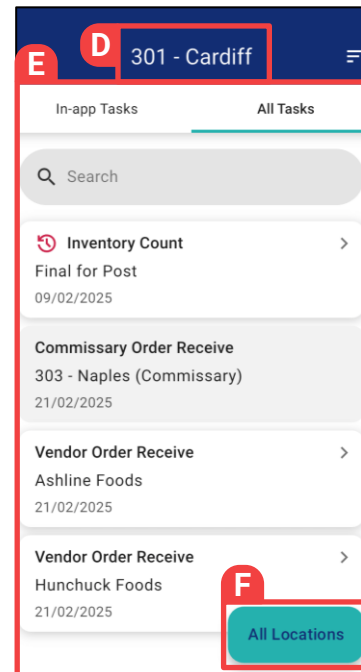 D
301 - Cardiff
E
In-app Tasks
All Tasks
Search
Inventory Count
Final for Post
09/02/2025
Commissary Order Receive
303 - Naples (Commissary)
21/02/2025
Vendor Order Receive
Ashline Foods
21/02/2025
Vendor Order Receive
Hunchuck Foods
21/02/2025
F
All Locations